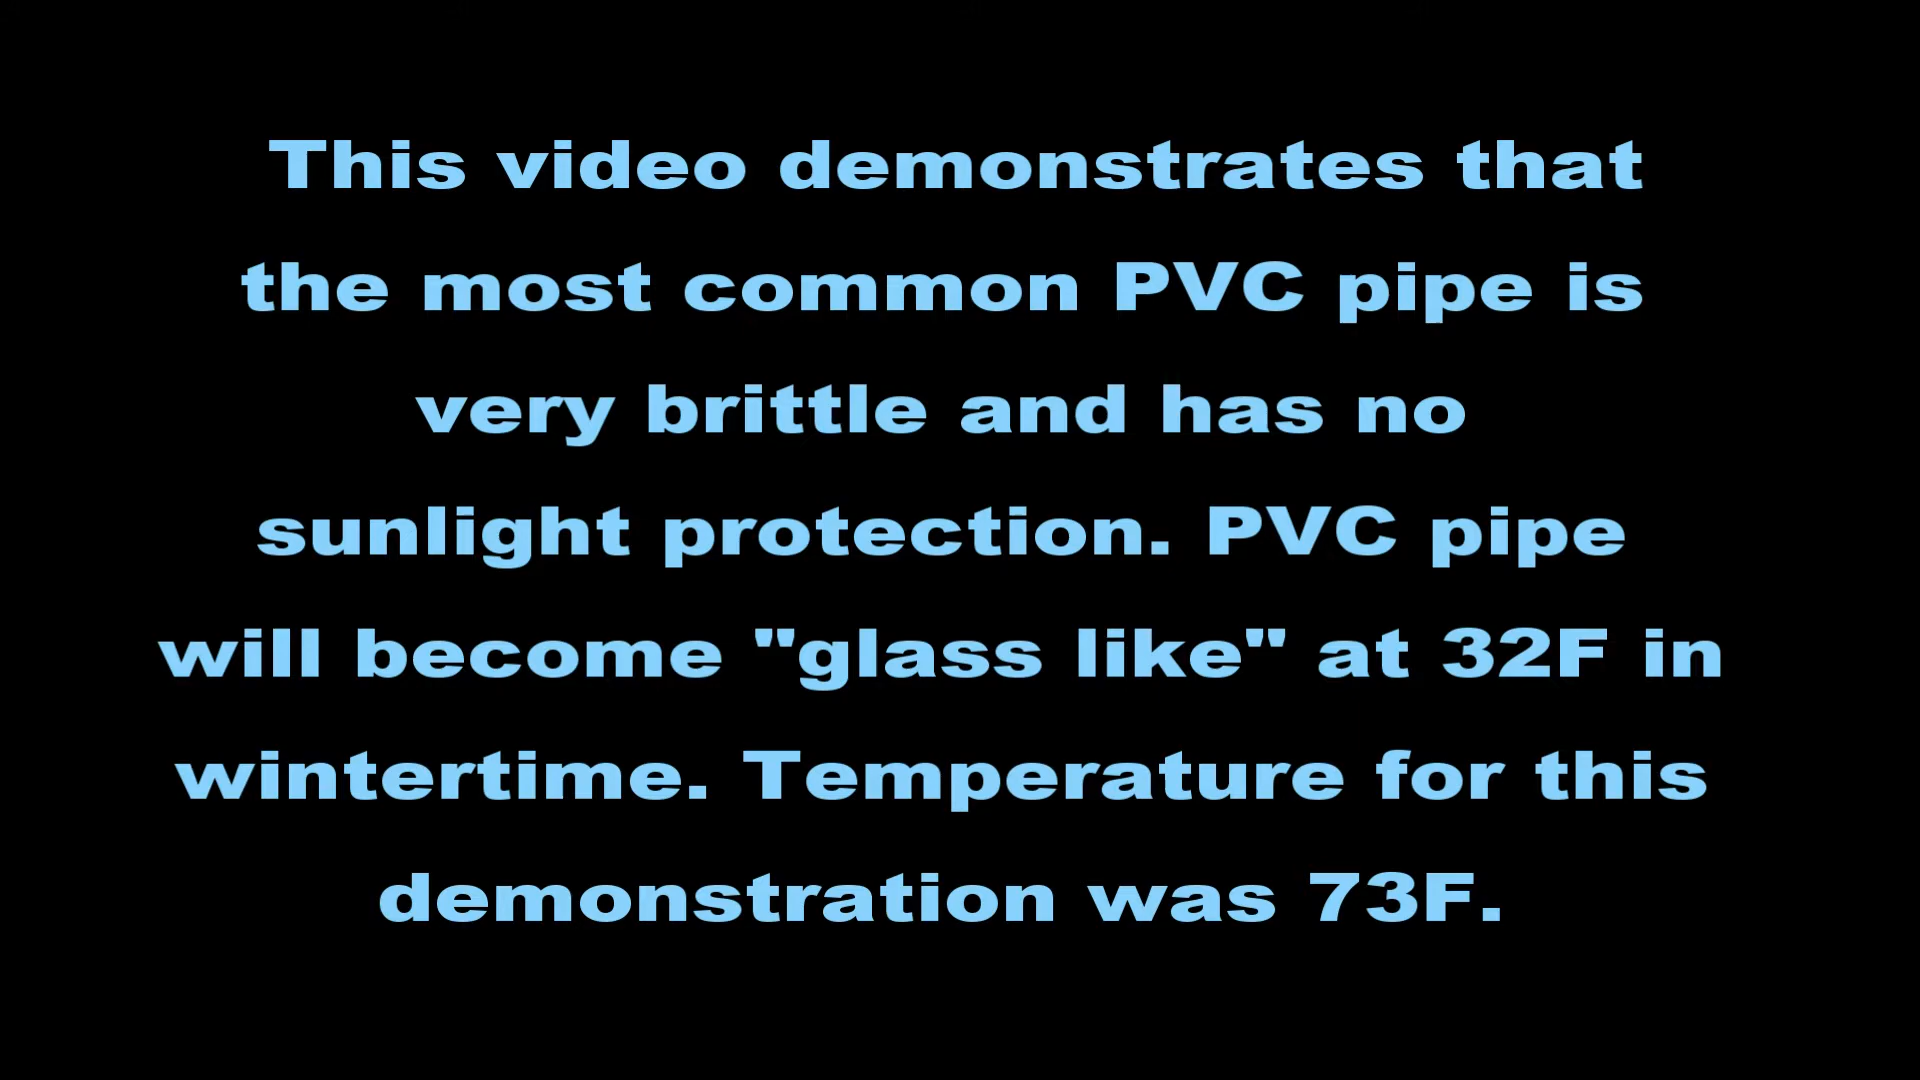 This video demonstrates that
the most common PVC pipe is
very brittle and has no
sunlight protection. PVC pipe
will become "glass like" at 32F in
wintertime. Temperature for this
demonstration was 73F.